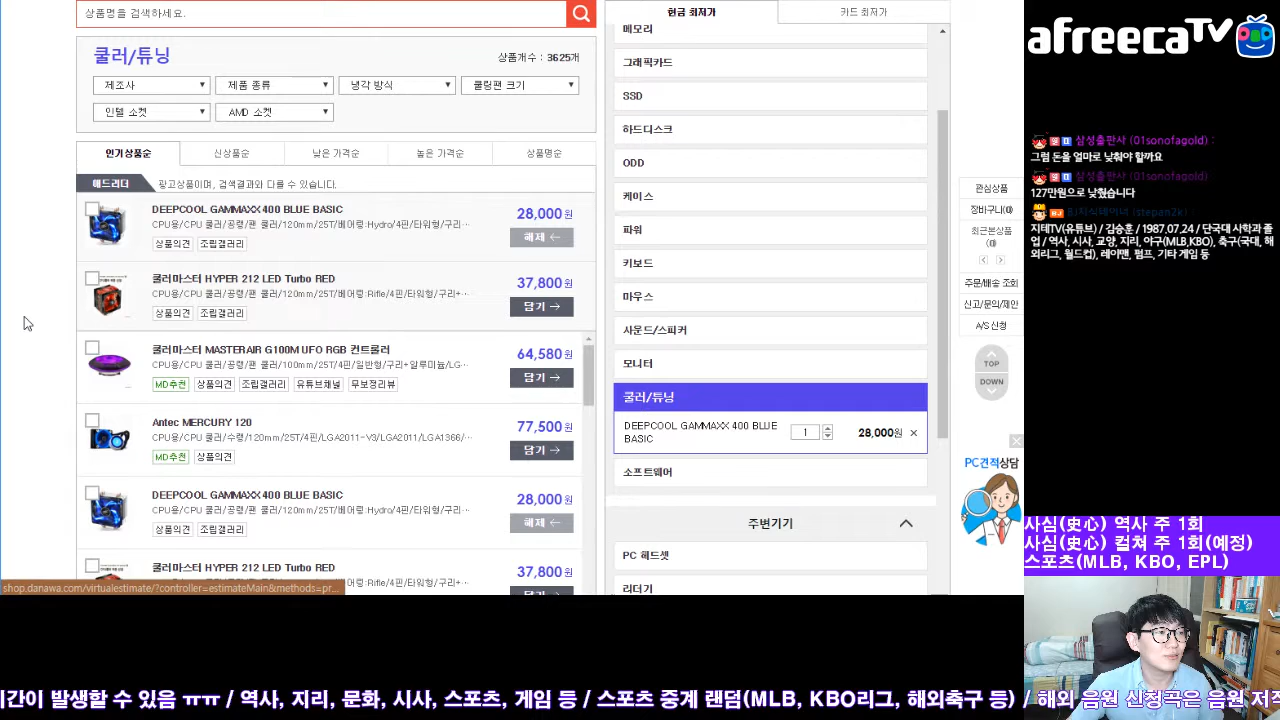 상품명을 검색하세요.
쿨러/튜닝
상품개수 : 3625개
제조사
제품 종류
냉각 방식
쿨링팬 크기
인텔 소켓
AMD 소켓
인기상품순
신상품순
낮은가격순
높은 가격순
상품명순
애드리더
광고상품이며, 검색결과와 다를 수 있습니
DEEPCOOL GAMMAXX 400 BLUE BASIC
CPU용/CPU 쿨러/공랭/팬 쿨러/120mm/25T/베어링:Hydro/4핀/타워형/구리…
상품의견
조립갤러리
28,000원
해제 ←
쿨러마스터 HYPER 212 LED Turbo RED
CPU용/CPU 쿨러/공랭/팬 쿨러/120mm/25T/베어링:Rifle/4핀/타워형/구리+…
상품의견
조립갤러리
37,800원
담기 →
쿨러마스터 MASTERAIR G100M UFO RGB 컨트롤러
CPU용/CPU 쿨러/공랭/팬 쿨러/100mm/25T/4핀/일반형/구리+알루미늄/LG…
MD추천
상품의견
조립갤러리
유튜브채널
무보정리뷰
64,580원
담기 →
Antec MERCURY 120
CPU용/CPU 쿨러/수랭/120mm/25T/4핀/LGA2011-V3/LGA2011/LGA1366/…
MD추천
상품의견
77,500원
담기 →
DEEPCOOL GAMMAXX 400 BLUE BASIC
CPU용/CPU 쿨러/공랭/팬 쿨러/120mm/25T/베어링:Hydro/4핀/타워형/구리…
상품의견
조립갤러리
28,000원
해제 ←
쿨러마스터 HYPER 212 LED Turbo RED
/120mm/25T/베어링:Rifle/4핀/타워형/구리+…
37,800원
담기 →
shop.danawa.com/virtualestimate/?controller=estimateMain&methods=pr...
현금 최저가
카드 최저가
메모리
그래픽카드
SSD
하드디스크
ODD
케이스
파워
키보드
마우스
사운드/스피커
모니터
쿨러/튜닝
DEEPCOOL GAMMAXX 400 BLUE
BASIC
1
28,000원 ×
소프트웨어
주변기기
PC 헤드셋
리더기
관심상품
장바구니(0)
최근본상품
(0)
주문/배송 조회
신고/문의/제안
A/S 신청
TOP
DOWN
PC견적상담
afreecaTV
삼성출판사 (01sonofagold) :
그럼 돈을 얼마로 낮춰야 할까요
삼성출판사 (01sonofagold)
127만원으로 낮췄습니다
BJ지식테이너 (stepan2k) :
지테TV(유튜브) / 김승훈 / 1987.07.24 / 단국대 사학과 졸
업 / 역사, 시사, 교양, 지리, 야구(MLB,KBO), 축구(국대, 해
외리그, 월드컵), 레이맨, 펌프, 기타 게임 등
사심(史心) 역사 주 1회
사심(史心) 컬쳐 주 1회(예정)
스포츠(MLB, KBO, EPL)
시간이 발생할 수 있음 ㅠㅠ / 역사, 지리, 문화, 시사, 스포츠, 게임 등 / 스포츠 중계 랜덤(MLB, KBO리그, 해외축구 등) / 해외 음원 신청곡은 음원 저작